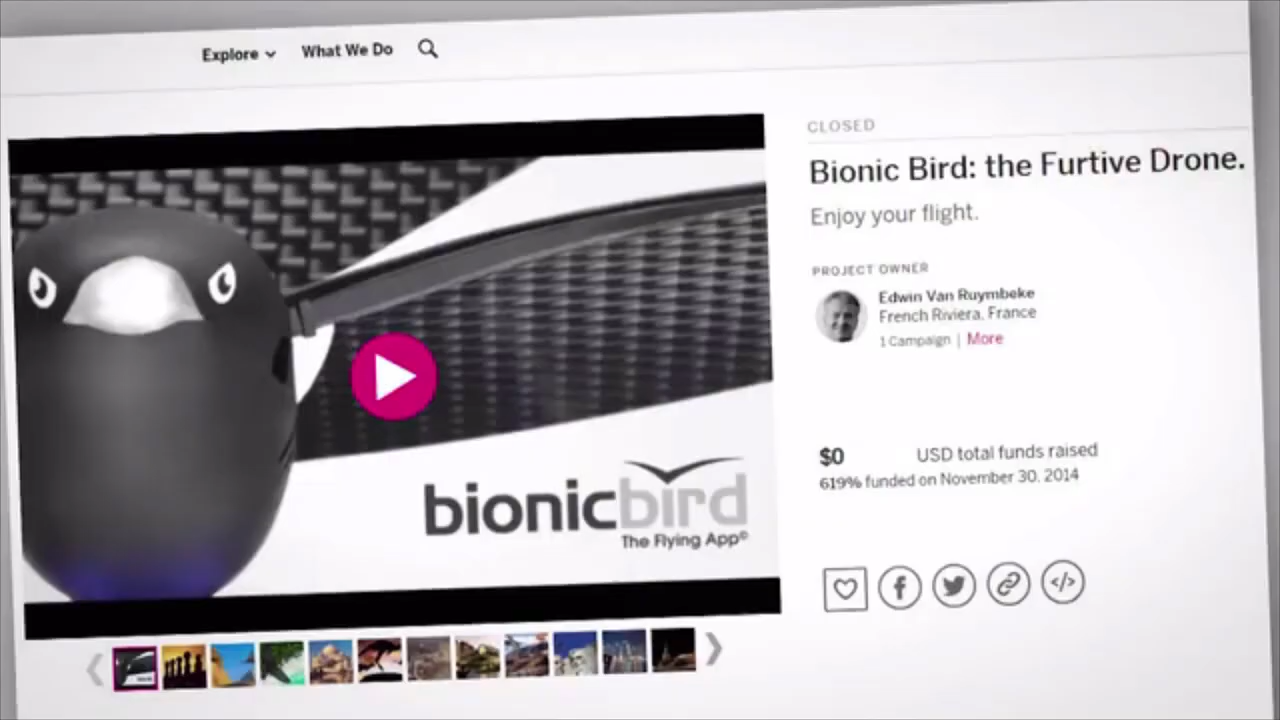 Explore What We Do
CLOSED
Bionic Bird: the Furtive Drone.
Enjoy your flight.
PROJECT OWNER
Edwin Van Ruymbeke
French Riviera, France
1 Campaign | More
$0 USD total funds raised
619% funded on November 30, 2014
bionicbird
The Flying App©